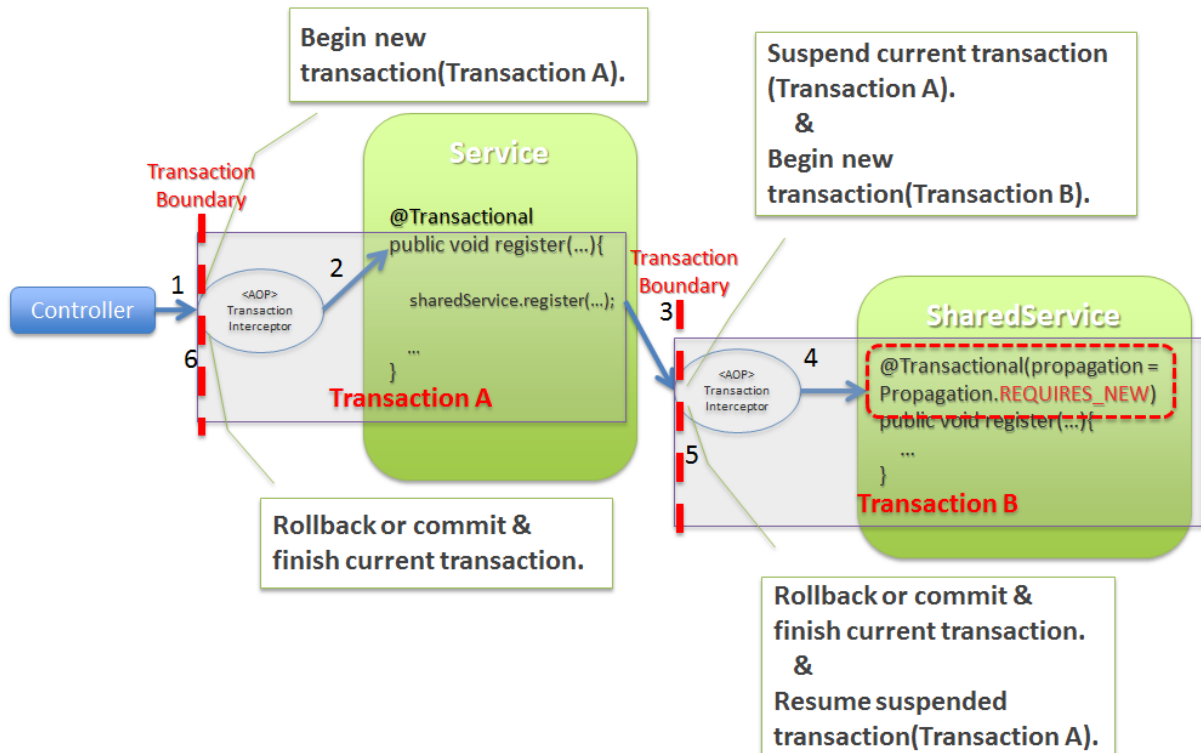 Begin new
transaction(Transaction A).
Suspend current transaction
(Transaction A).
&
Begin new
transaction(Transaction B).
Service
Transaction
Boundary
@Transactional
public void register(...){
sharedService.register(...);
...
}
Transaction A
1
2
Controller
<AOP>
Transaction
Interceptor
6
Transaction
Boundary
3
SharedService
4
@Transactional(propagation =
Propagation.REQUIRES_NEW)
public void register(...){
...
}
Transaction B
<AOP>
Transaction
Interceptor
5
Rollback or commit &
finish current transaction.
Rollback or commit &
finish current transaction.
&
Resume suspended
transaction(Transaction A).